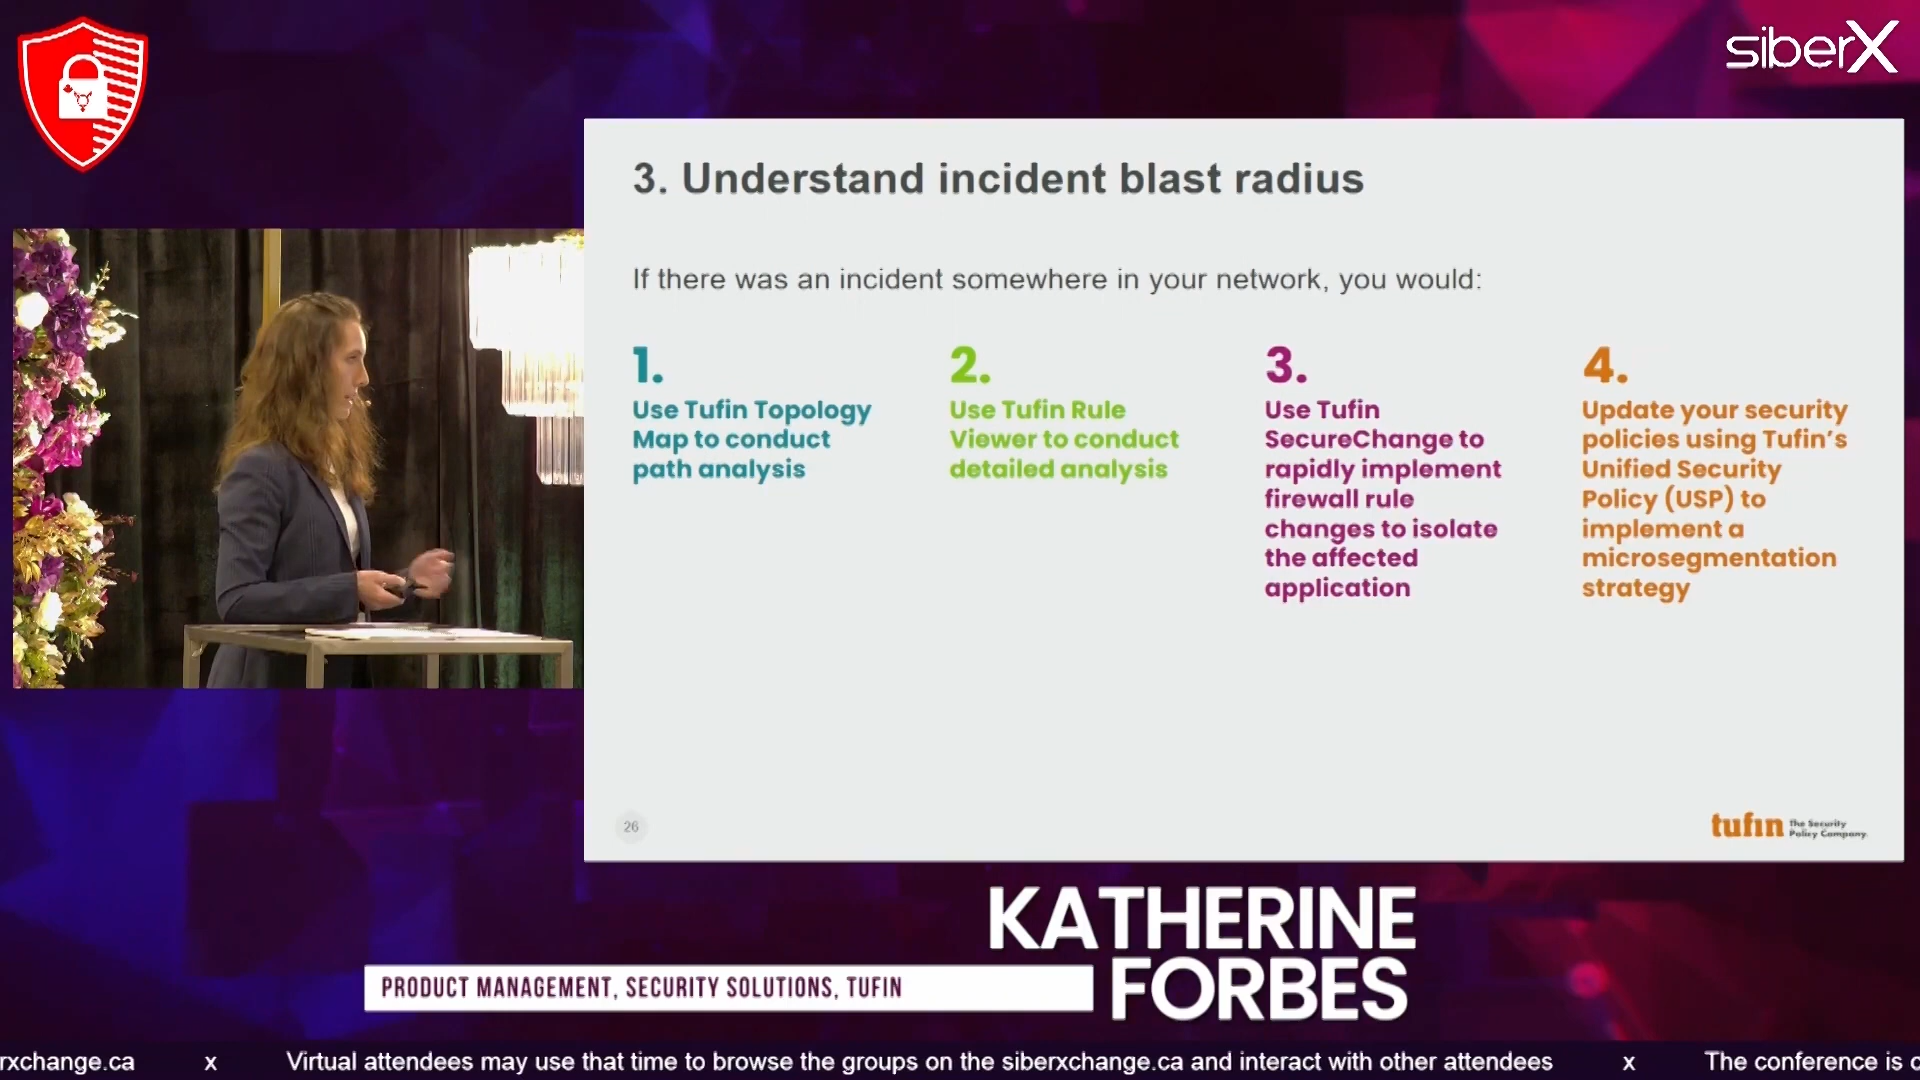 siberX
3. Understand incident blast radius
If there was an incident somewhere in your network, you would:
1.
Use Tufin Topology
Map to conduct
path analysis
2.
Use Tufin Rule
Viewer to conduct
detailed analysis
3.
Use Tufin
SecureChange to
rapidly implement
firewall rule
changes to isolate
the affected
application
4.
Update your security
policies using Tufin’s
Unified Security
Policy (USP) to
implement a
microsegmentation
strategy
26
tufin The Security
Policy Company.
KATHERINE
FORBES
PRODUCT MANAGEMENT, SECURITY SOLUTIONS, TUFIN
rxchange.ca x Virtual attendees may use that time to browse the groups on the siberxchange.ca and interact with other attendees x The conference is